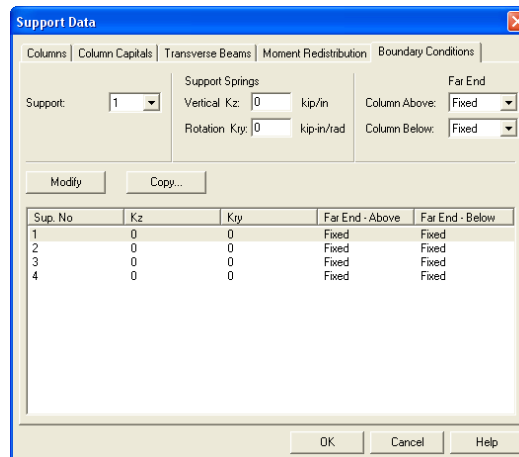 Support Data
Columns Column Capitals Transverse Beams Moment Redistribution Boundary Conditions
Support Springs Far End
Support: 1 Vertical Kz: 0 kip/in Column Above: Fixed
Rotation Kry: 0 kip-in/rad Column Below: Fixed
Modify Copy...
Sup. No Kz Kry Far End - Above Far End - Below
1 0 0 Fixed Fixed
2 0 0 Fixed Fixed
3 0 0 Fixed Fixed
4 0 0 Fixed Fixed
OK Cancel Help